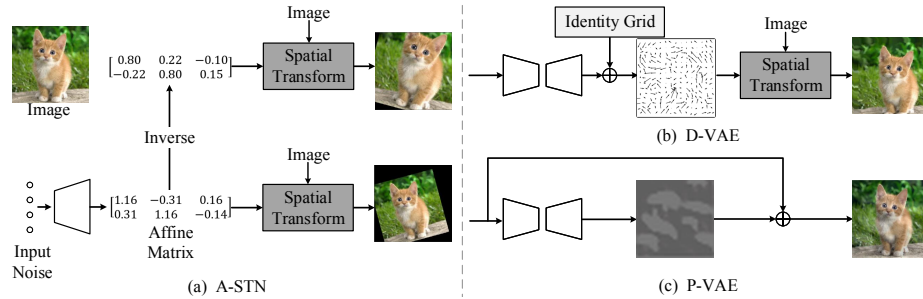 Image
Image
[0.80 0.22 −0.10
−0.22 0.80 0.15]
Spatial
Transform
Inverse
Image
Input
Noise
[1.16 −0.31 0.16
0.31 1.16 −0.14]
Affine
Matrix
Spatial
Transform
(a) A-STN
Identity Grid
Image
Spatial
Transform
(b) D-VAE
(c) P-VAE